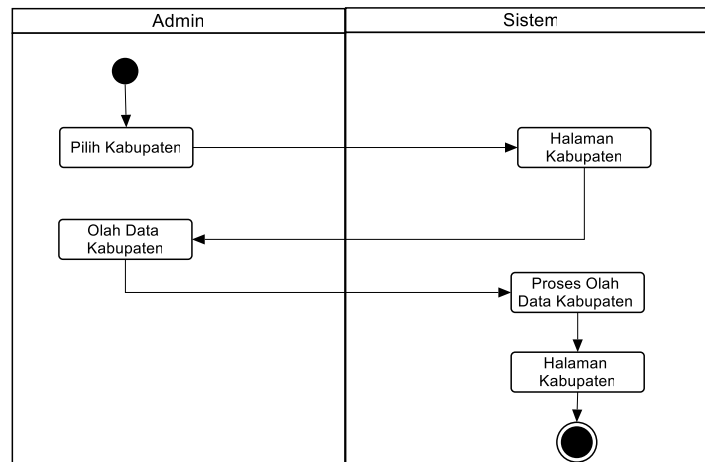 Admin
Sistem
Pilih Kabupaten
Halaman
Kabupaten
Olah Data
Kabupaten
Proses Olah
Data Kabupaten
Halaman
Kabupaten